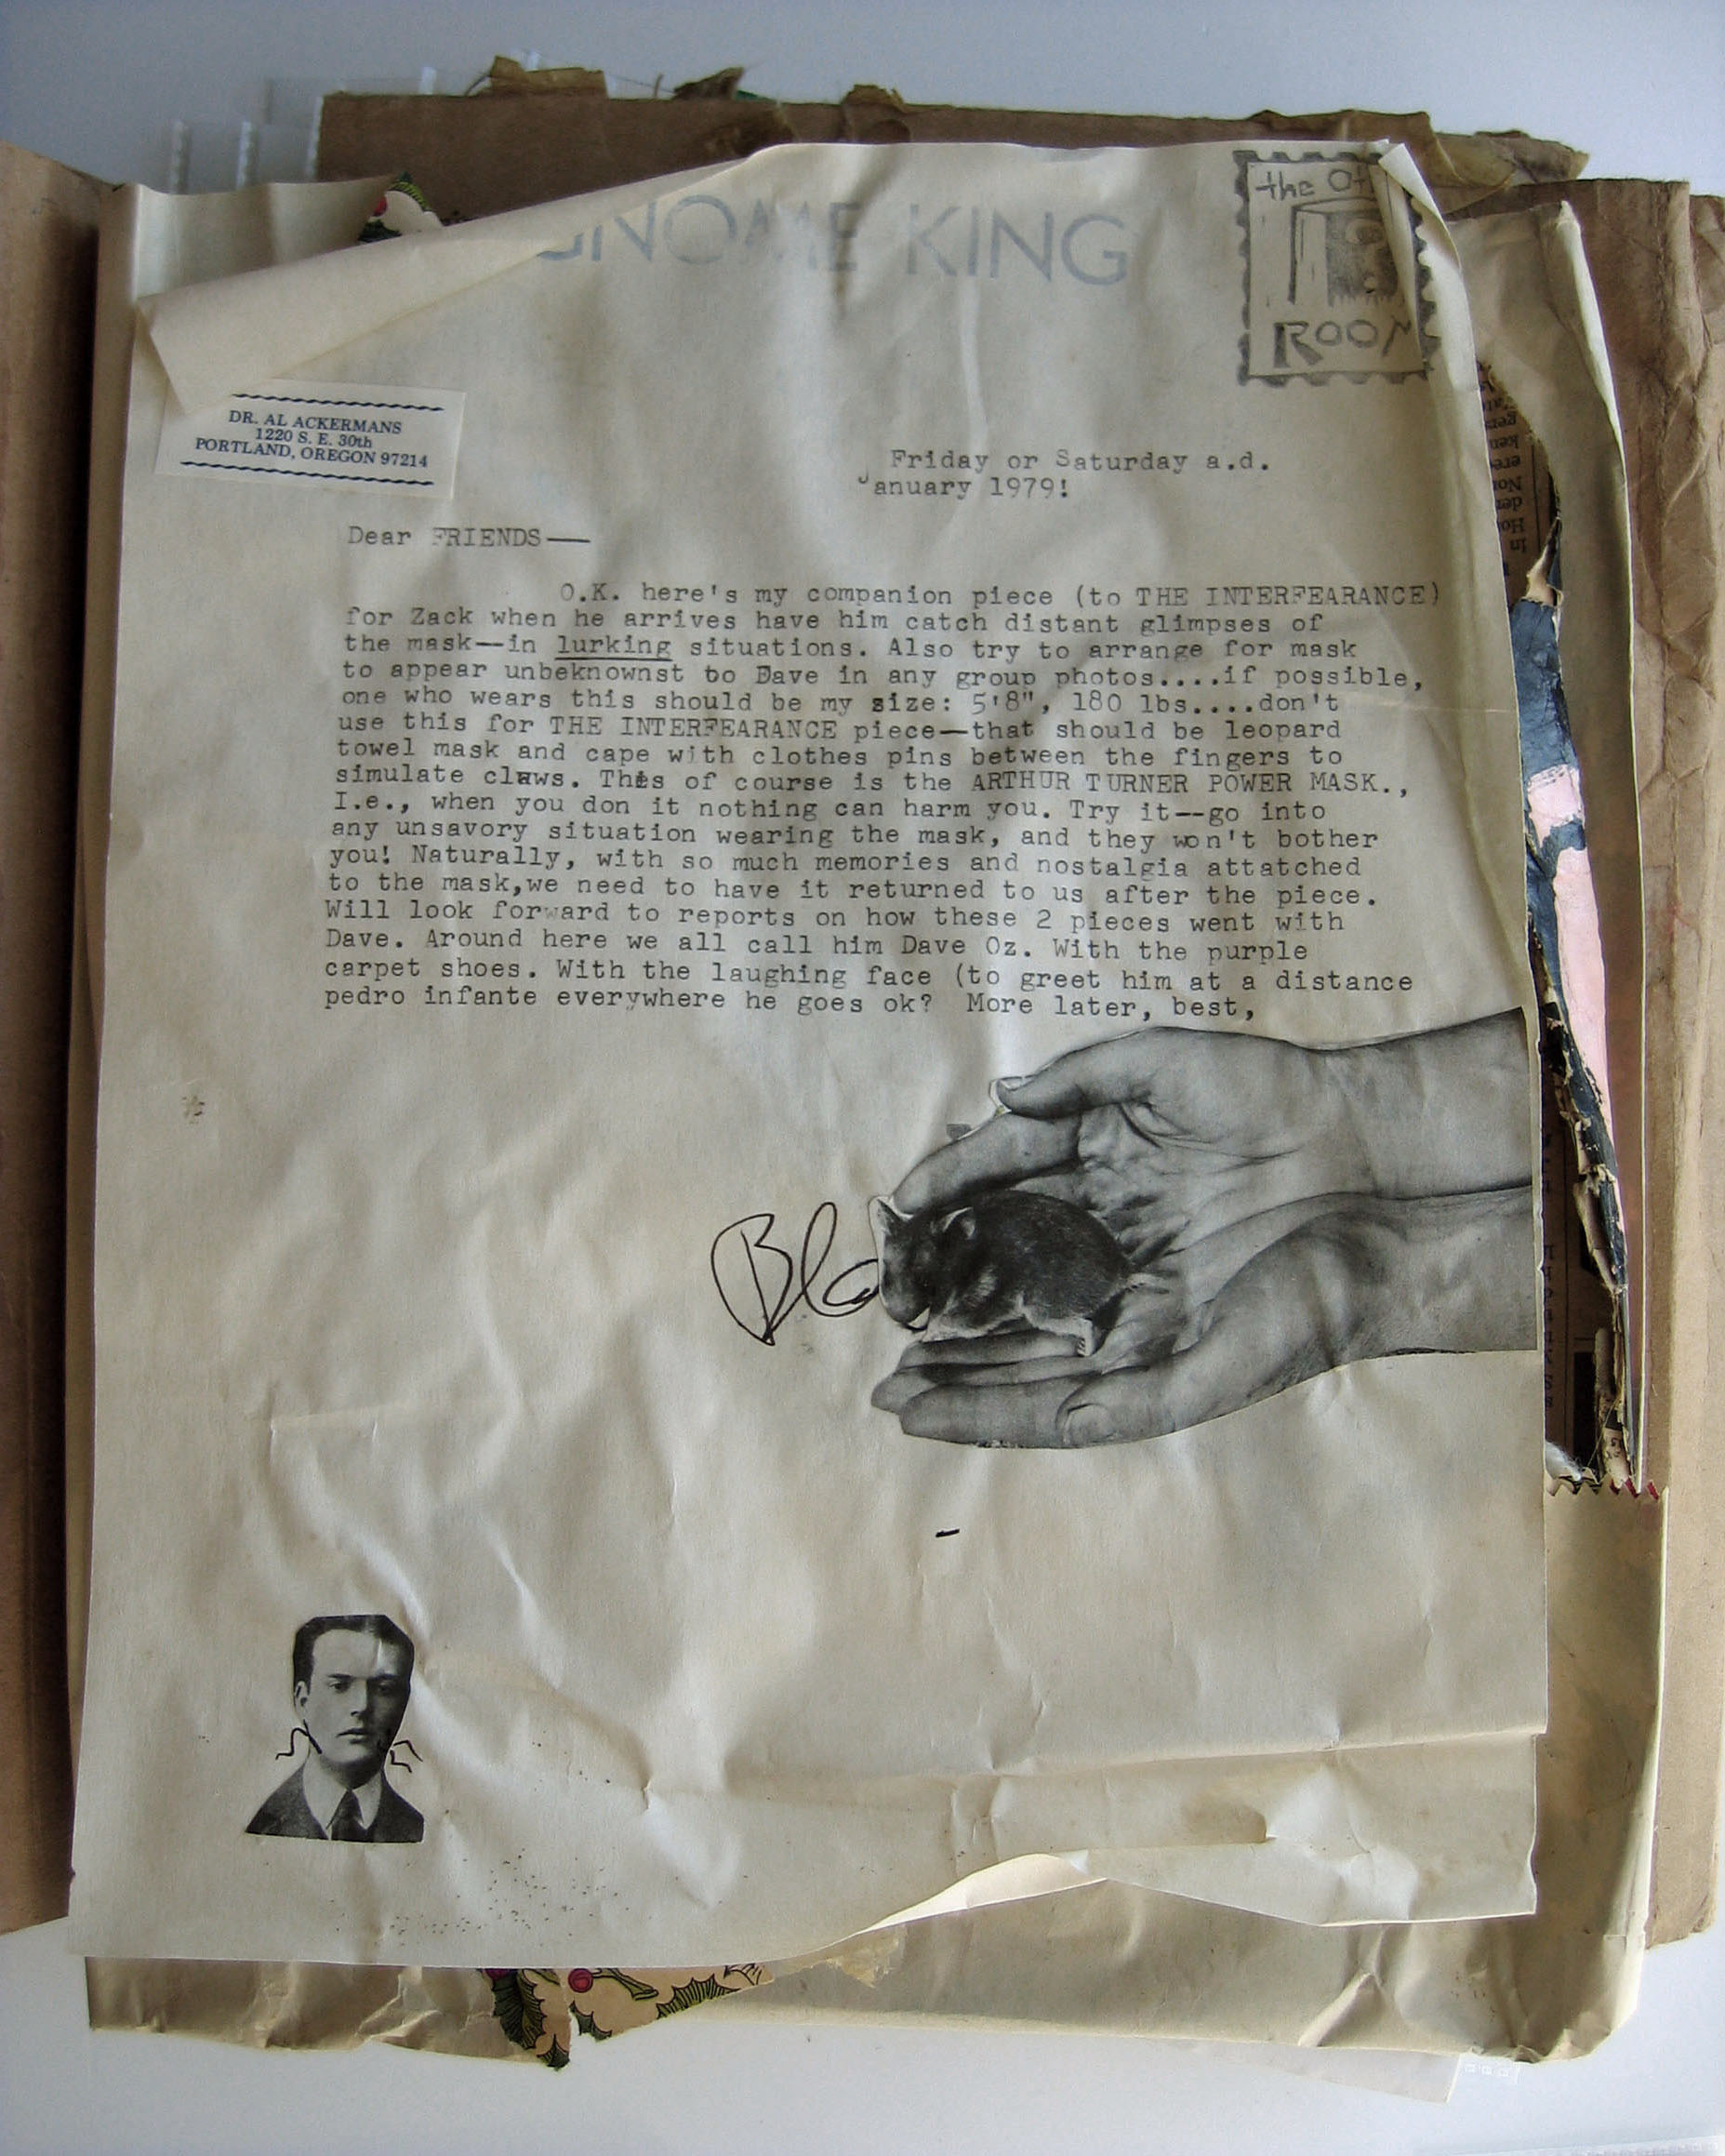 GNOME KING
the
ROOM
DR. AL ACKERMANS
1220 S. E. 30th
PORTLAND, OREGON 97214
Friday or Saturday a.d.
January 1979!
Dear FRIENDS—
O.K. here's my companion piece (to THE INTERFEARANCE)
for Zack when he arrives have him catch distant glimpses of
the mask—in lurking situations. Also try to arrange for mask
to appear unbeknownst to Dave in any group photos....if possible,
one who wears this should be my size: 5'8", 180 lbs....don't
use this for THE INTERFEARANCE piece—that should be leopard
towel mask and cape with clothes pins between the fingers to
simulate claws. This of course is the ARTHUR TURNER POWER MASK.,
I.e., when you don it nothing can harm you. Try it--go into
any unsavory situation wearing the mask, and they won't bother
you! Naturally, with so much memories and nostalgia attatched
to the mask,we need to have it returned to us after the piece.
Will look forward to reports on how these 2 pieces went with
Dave. Around here we all call him Dave Oz. With the purple
carpet shoes. With the laughing face (to greet him at a distance
pedro infante everywhere he goes ok? More later, best,
Bla